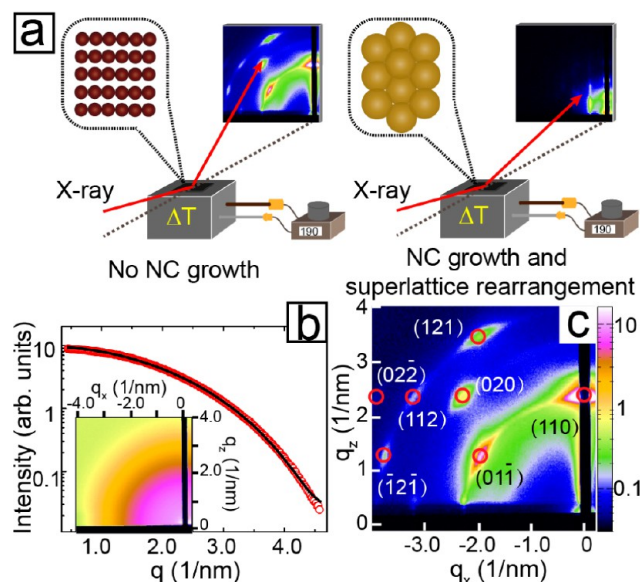 a
X-ray
ΔT
190
No NC growth
X-ray
ΔT
190
NC growth and
superlattice rearrangement
b
Intensity (arb. units)
10
1
0.1
1.0
2.0
3.0
4.0
q (1/nm)
q_x (1/nm)
-4.0
-2.0
0
4.0
2.0
0
q_z (1/nm)
c
q_z (1/nm)
4
3
2
1
0
-3.0
-2.0
-1.0
0
q_x (1/nm)
(121)
(022̄)
(112)
(020)
(110)
(1̄21̄)
(011̄)
10
1
0.1